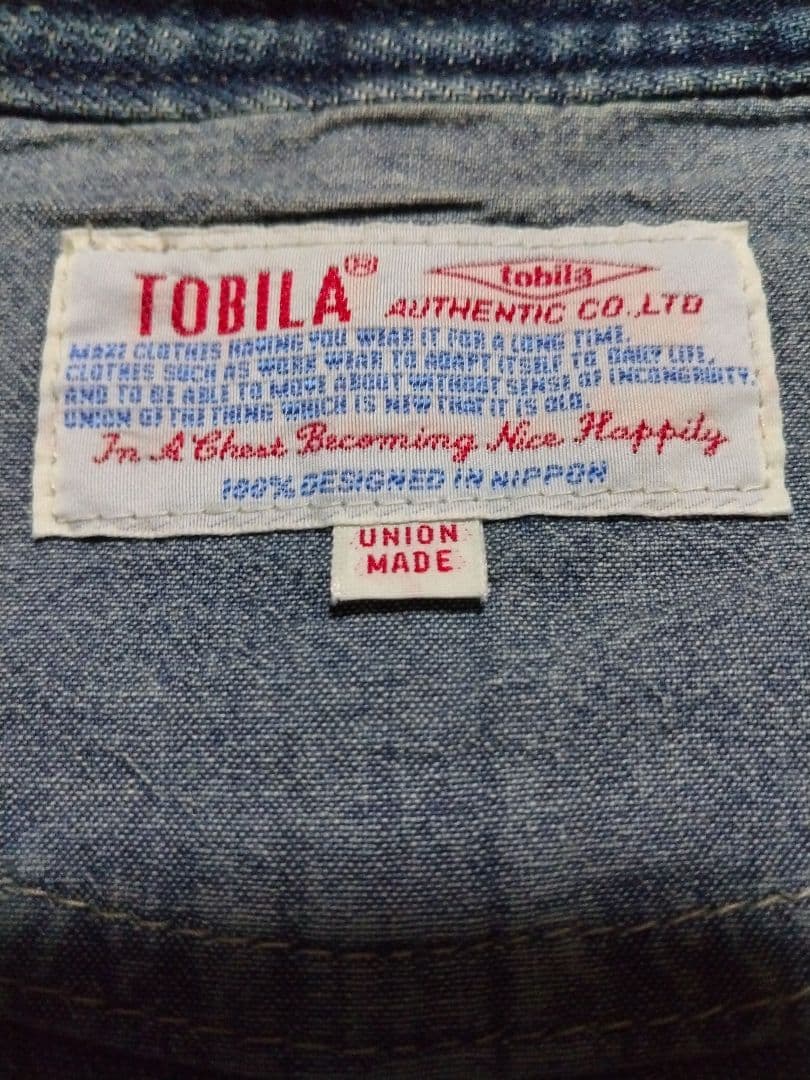 TOBILA®
tobila
AUTHENTIC CO.,LTD
MAKE CLOTHES HAVING YOU WEAR IT FOR A LONG TIME.
CLOTHES SUCH AS WORK WEAR TO ADAPT ITSELF TO DAILY LIFE,
AND TO BE ABLE TO MOVE ABOUT WITHOUT SENSE OF INCONGRUITY.
UNION OF THE THING WHICH IS NEW THAT IT IS OLD.
In A Chest Becoming Nice Happily
100% DESIGNED IN NIPPON
UNION
MADE